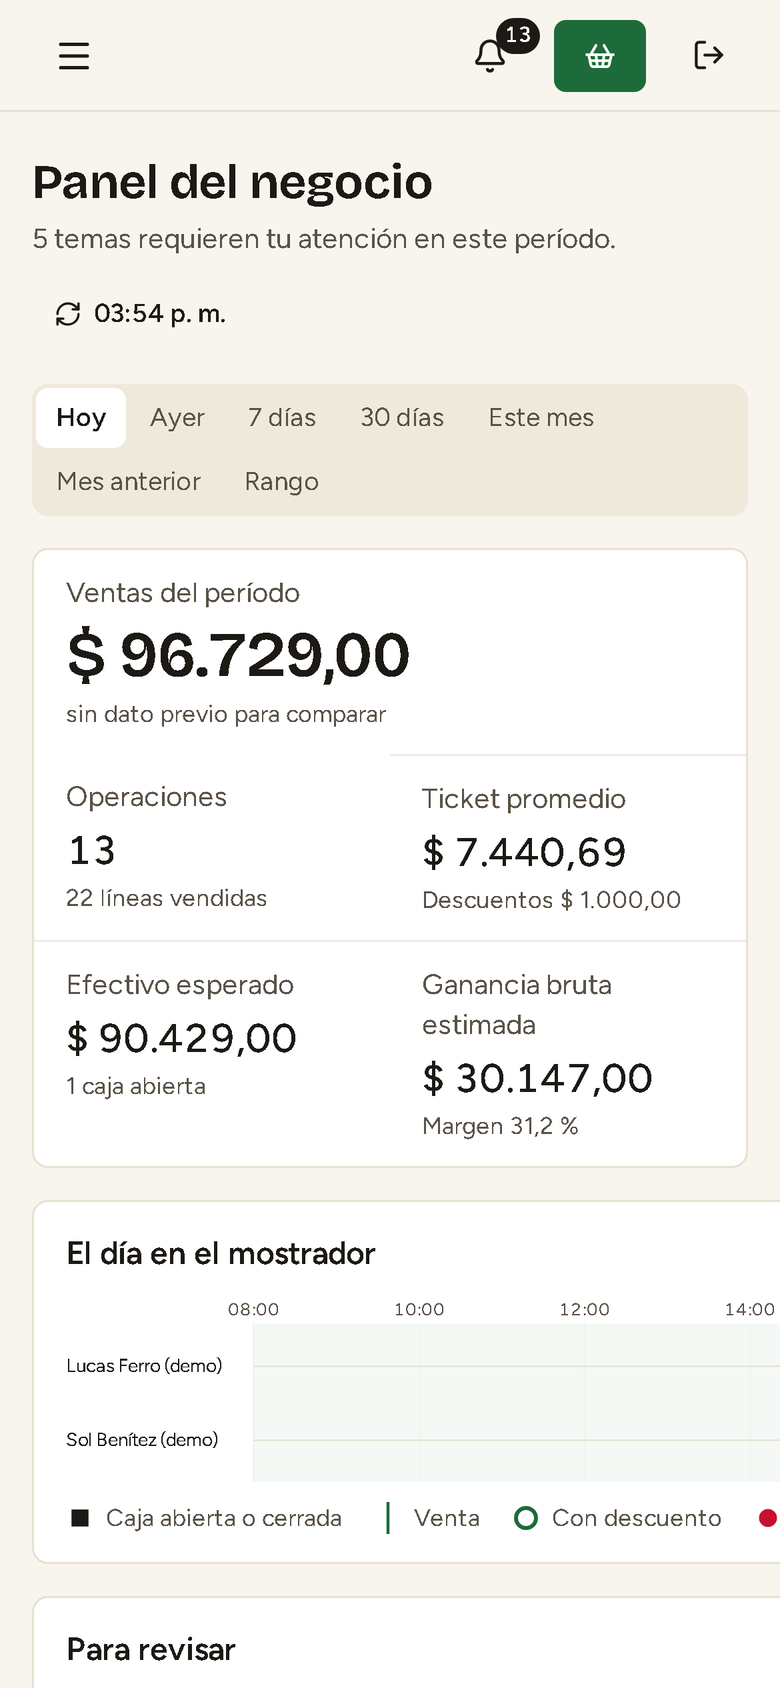 13
Panel del negocio
5 temas requieren tu atención en este período.
03:54 p. m.
Hoy Ayer 7 días 30 días Este mes
Mes anterior Rango
Ventas del período
$ 96.729,00
sin dato previo para comparar
Operaciones
13
22 líneas vendidas
Ticket promedio
$ 7.440,69
Descuentos $ 1.000,00
Efectivo esperado
$ 90.429,00
1 caja abierta
Ganancia bruta
estimada
$ 30.147,00
Margen 31,2 %
El día en el mostrador
08:00 10:00 12:00 14:00
Lucas Ferro (demo)
Sol Benítez (demo)
Caja abierta o cerrada Venta Con descuento
Para revisar